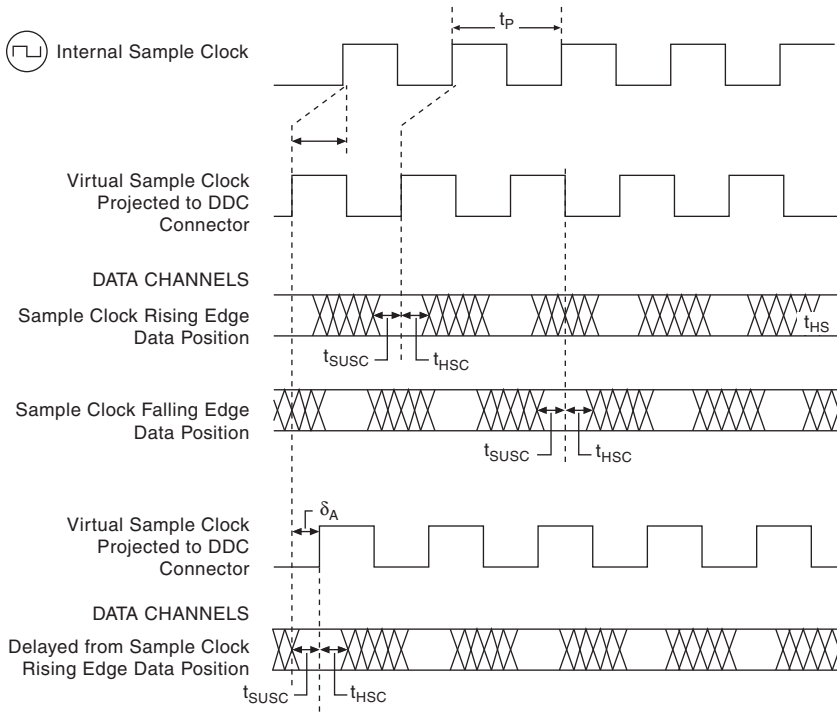 tP
Internal Sample Clock
Virtual Sample Clock
Projected to DDC
Connector
DATA CHANNELS
Sample Clock Rising Edge
Data Position
tHS
tSUSC
tHSC
Sample Clock Falling Edge
Data Position
tSUSC
tHSC
δA
Virtual Sample Clock
Projected to DDC
Connector
DATA CHANNELS
Delayed from Sample Clock
Rising Edge Data Position
tSUSC
tHSC